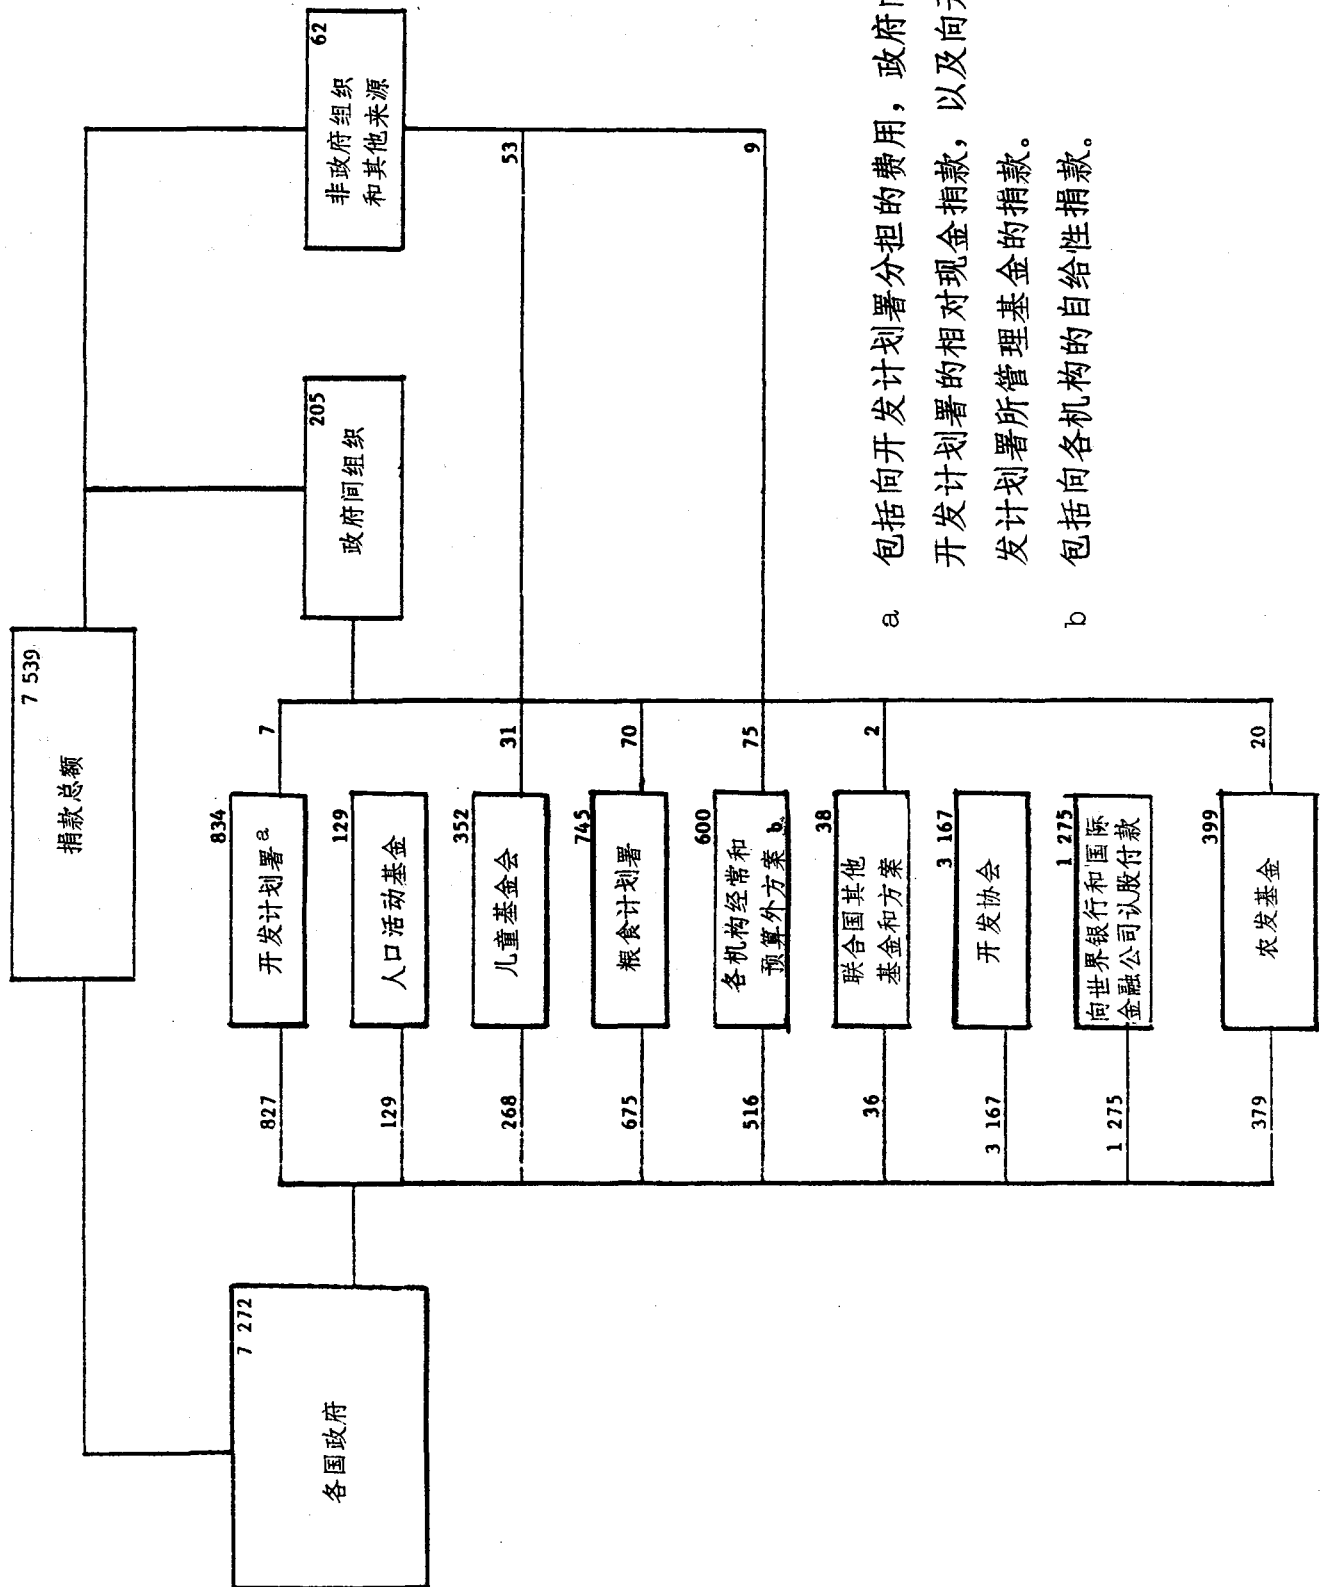 捐款总额
7 539
各国政府
7 272
政府间组织
205
非政府组织
和其他来源
62
827
开发计划署a
834
7
129
人口活动基金
129
268
儿童基金会
352
31
53
675
粮食计划署
745
70
516
各机构经常和
预算外方案b
600
75
9
36
联合国其他
基金和方案
38
2
3 167
开发协会
3 167
1 275
向世界银行和国际
金融公司认股付款
1 275
379
农发基金
399
20
a 包括向开发计划署分担的费用，政府
开发计划署的相对现金捐款，以及向
发计划署所管理基金的捐款。
b 包括向各机构的自给性捐款。